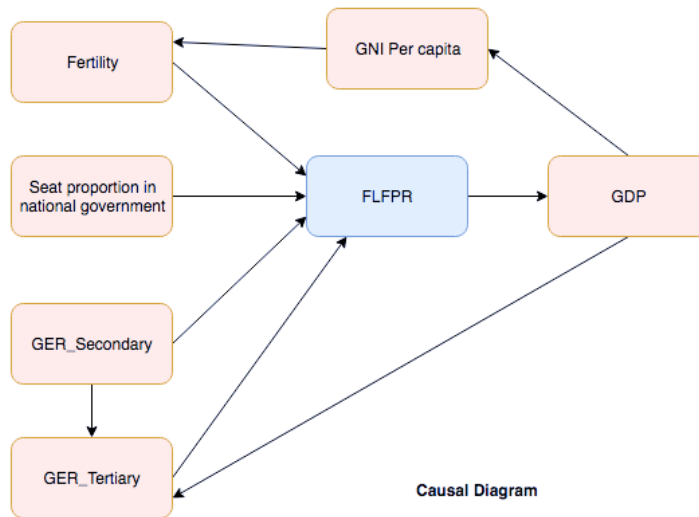 GNI Per capita
Fertility
Seat proportion in
national government
FLFPR
GDP
GER_Secondary
GER_Tertiary
Causal Diagram